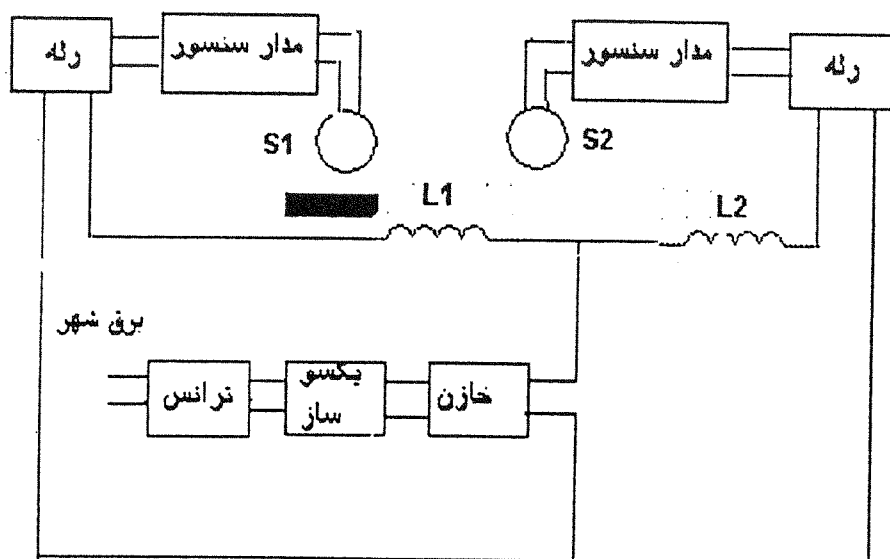 رله
مدار سنسور
مدار سنسور
رله
S1
S2
L1
L2
برق شهر
ترانس
یکسو
ساز
خازن